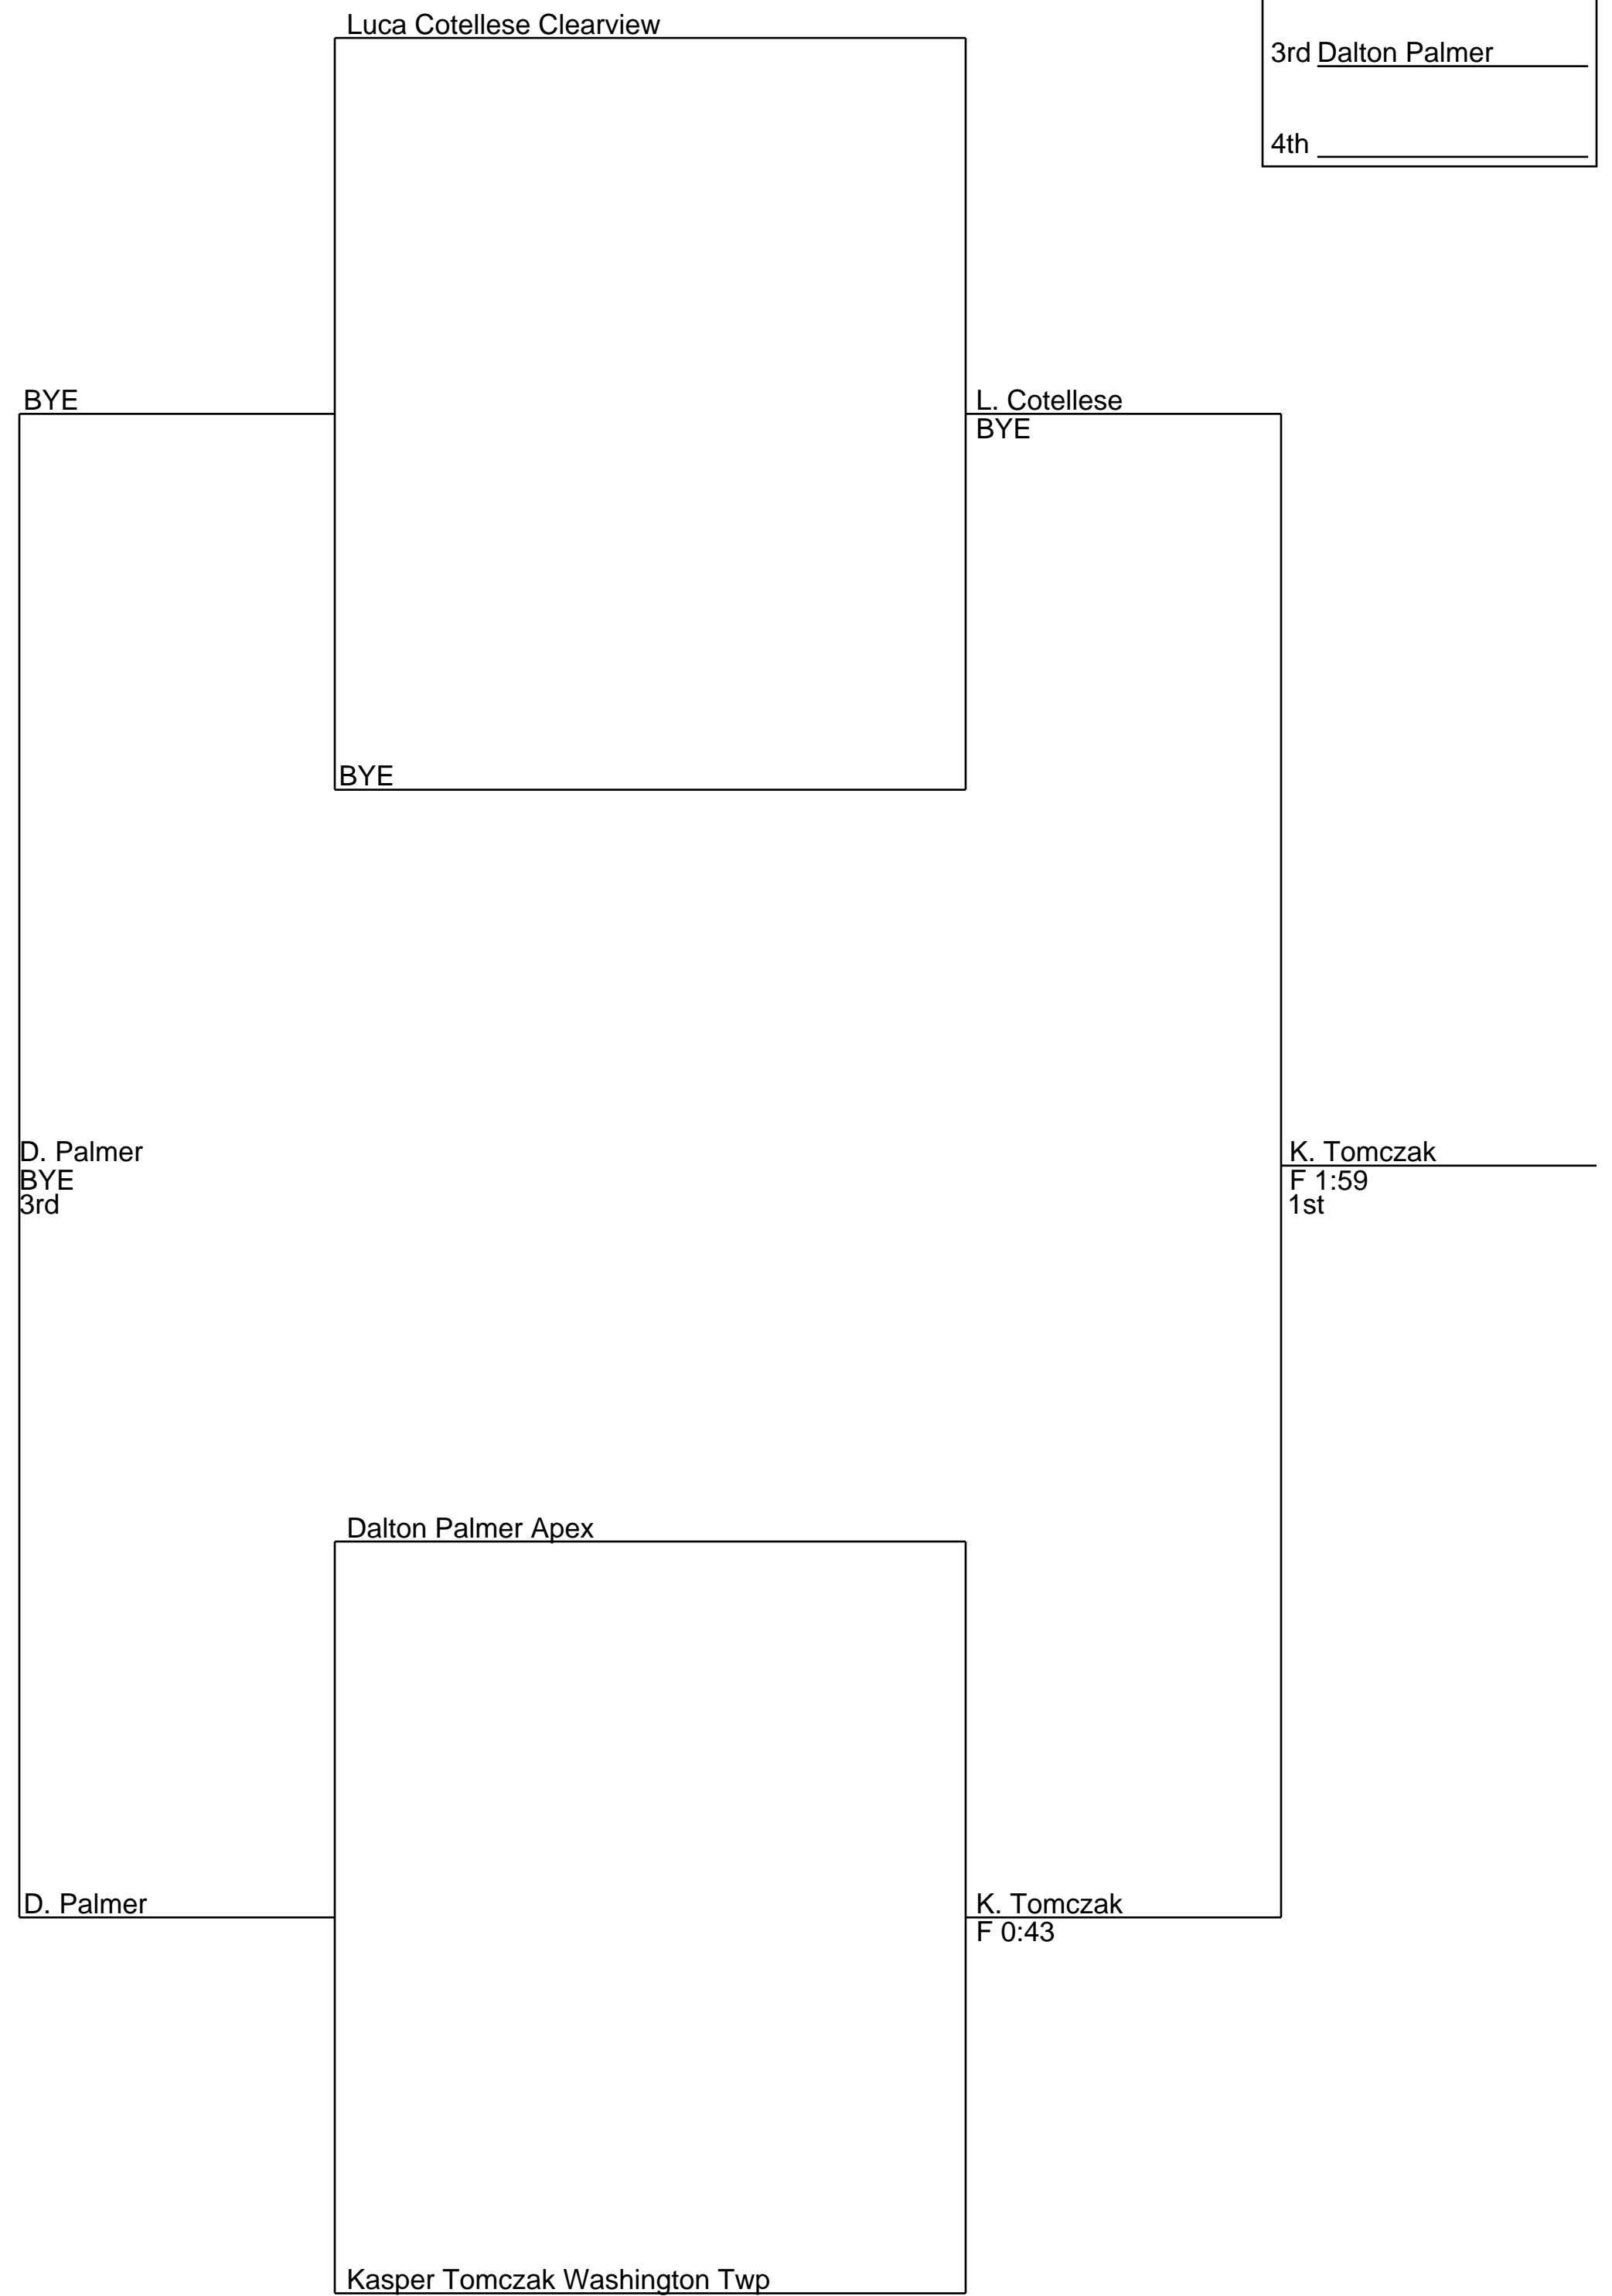 Luca Cotellese Clearview
3rd Dalton Palmer
4th
BYE
L. Cotellese
BYE
BYE
D. Palmer
BYE
3rd
K. Tomczak
F 1:59
1st
Dalton Palmer Apex
D. Palmer
K. Tomczak
F 0:43
Kasper Tomczak Washington Twp